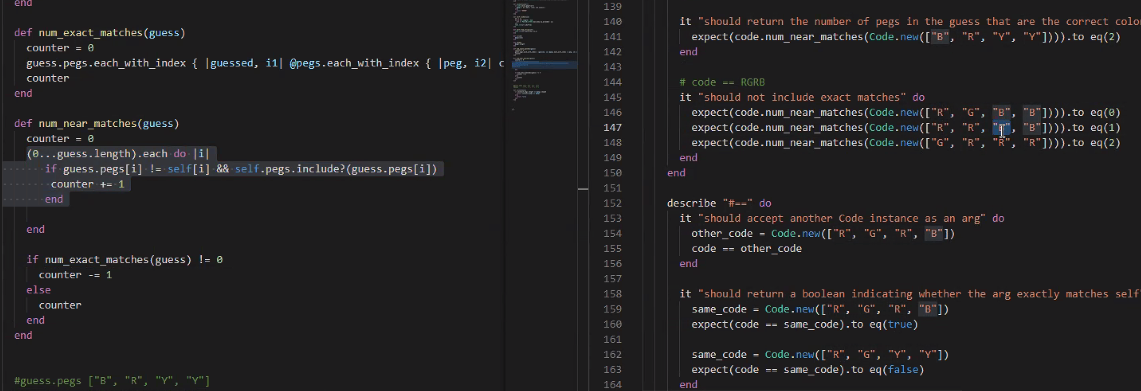 end
def num_exact_matches(guess)
counter = 0
guess.pegs.each_with_index { |guessed, i1| @pegs.each_with_index { |peg, i2| c
counter
end
def num_near_matches(guess)
counter = 0
(0...guess.length).each do |i|
if guess.pegs[i] != self[i] && self.pegs.include?(guess.pegs[i])
counter += 1
end
end
if num_exact_matches(guess) != 0
counter -= 1
else
counter
end
end
#guess.pegs ["B", "R", "Y", "Y"]
139
140 it "should return the number of pegs in the guess that are the correct colo
141 expect(code.num_near_matches(Code.new(["B", "R", "Y", "Y"]))).to eq(2)
142 end
143
144 # code == RGRB
145 it "should not include exact matches" do
146 expect(code.num_near_matches(Code.new(["R", "G", "B", "B"]))).to eq(0)
147 expect(code.num_near_matches(Code.new(["R", "R", "G", "B"]))).to eq(1)
148 expect(code.num_near_matches(Code.new(["G", "R", "R", "R"]))).to eq(2)
149 end
150 end
151
152 describe "#==" do
153 it "should accept another Code instance as an arg" do
154 other_code = Code.new(["R", "G", "R", "B"])
155 code == other_code
156 end
157
158 it "should return a boolean indicating whether the arg exactly matches self
159 same_code = Code.new(["R", "G", "R", "B"])
160 expect(code == same_code).to eq(true)
161
162 same_code = Code.new(["R", "G", "Y", "Y"])
163 expect(code == same_code).to eq(false)
164 end